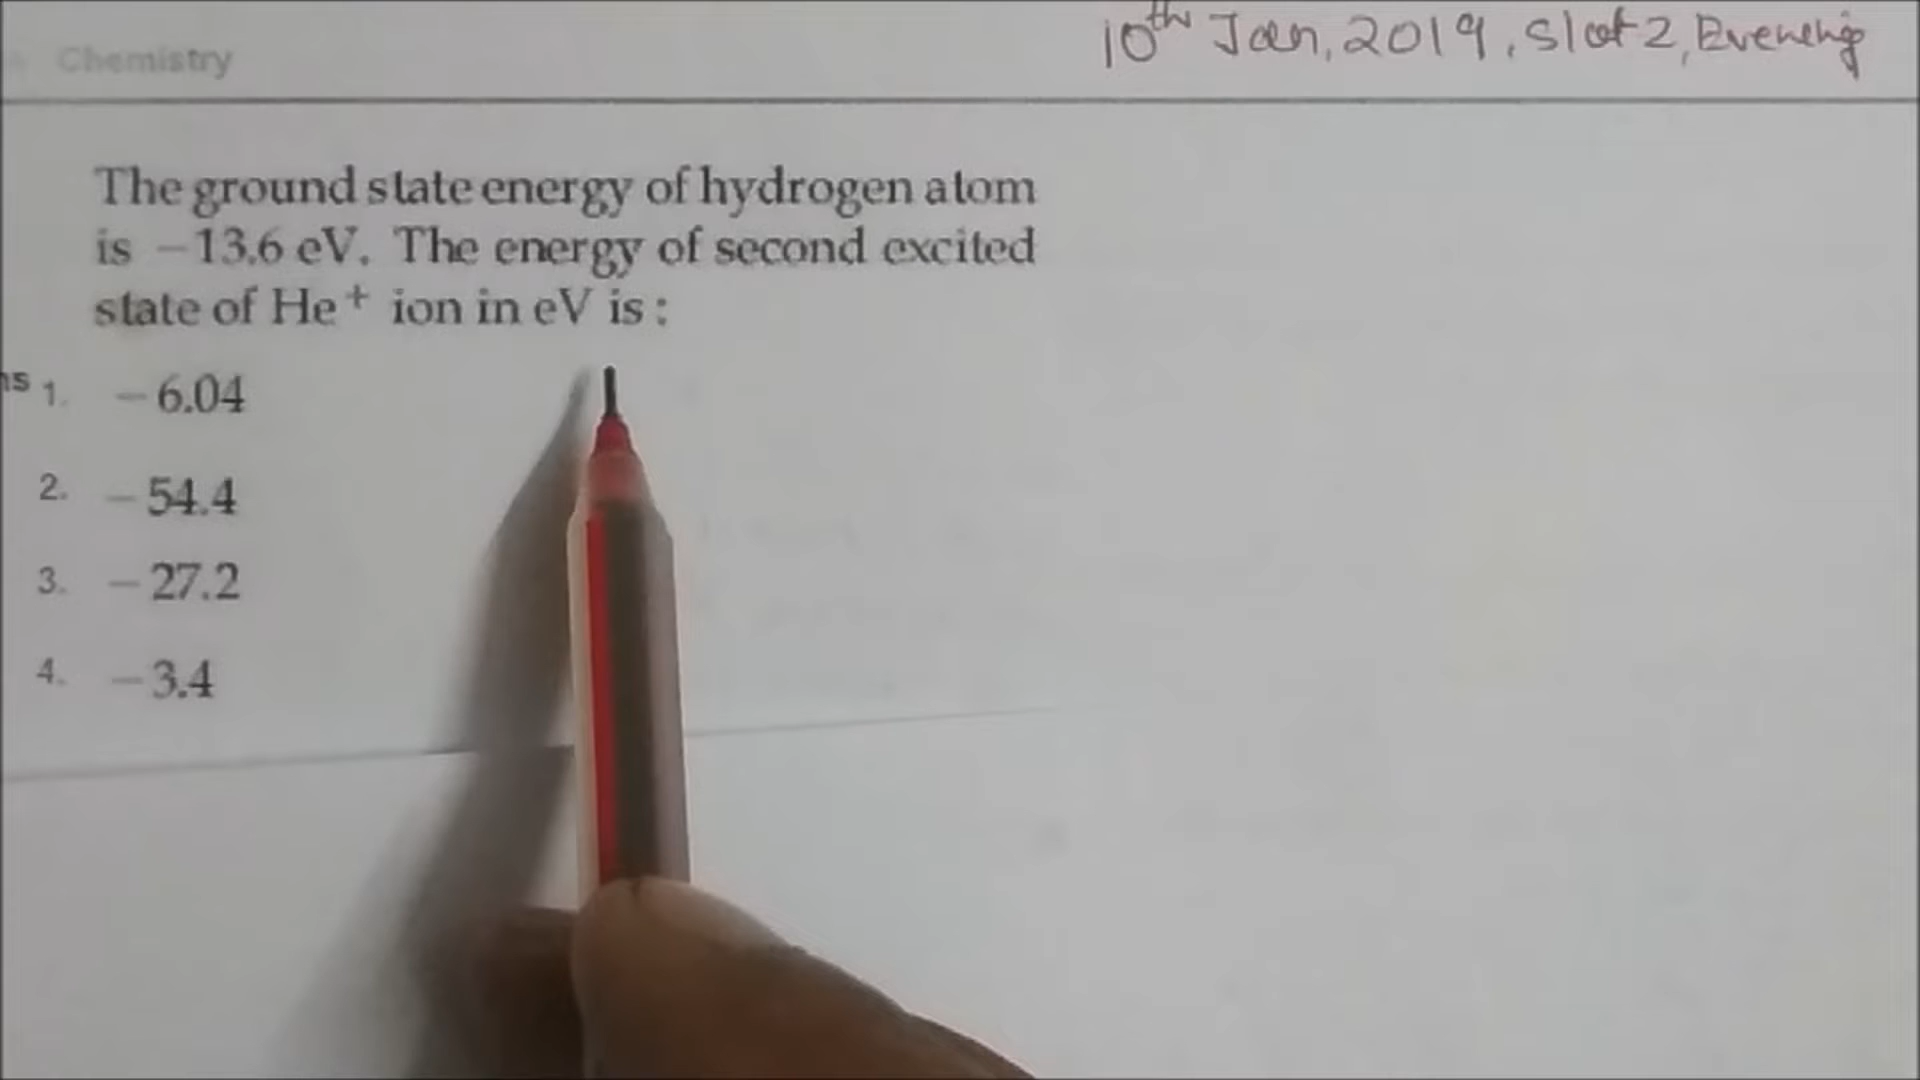 Chemistry
10th Jan, 2019, Slot 2, Evening
The ground state energy of hydrogen atom
is −13.6 eV. The energy of second excited
state of He+ ion in eV is :
ns 1. −6.04
2. −54.4
3. −27.2
4. −3.4